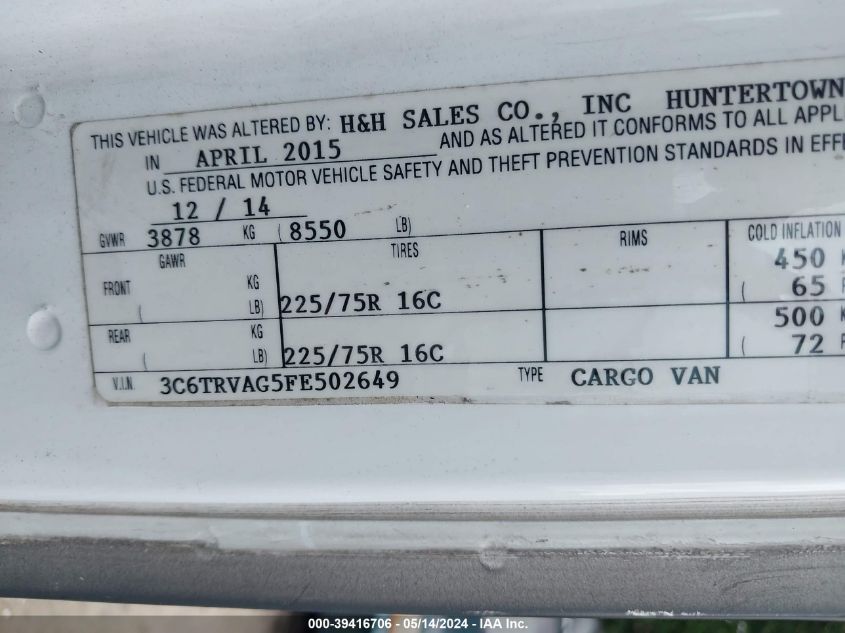 THIS VEHICLE WAS ALTERED BY: H&H SALES CO., INC HUNTERTOWN
IN APRIL 2015 AND AS ALTERED IT CONFORMS TO ALL APPL
U.S. FEDERAL MOTOR VEHICLE SAFETY AND THEFT PREVENTION STANDARDS IN EFF
12 / 14
GVWR 3878 KG ( 8550 LB)
GAWR TIRES RIMS COLD INFLATION
FRONT KG 450 K
( LB) 225/75R 16C ( 65 P
REAR KG 500 K
( LB) 225/75R 16C ( 72 P
V.I.N 3C6TRVAG5FE502649 TYPE CARGO VAN
000-39416706 - 05/14/2024 - IAA Inc.